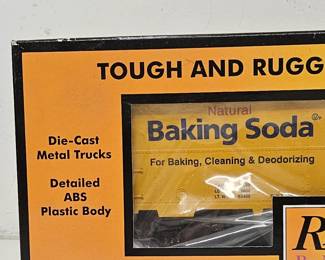 TOUGH AND RUGG
Natural
Baking Soda
For Baking, Cleaning & Deodorizing
Die-Cast
Metal Trucks
Detailed
ABS
Plastic Body